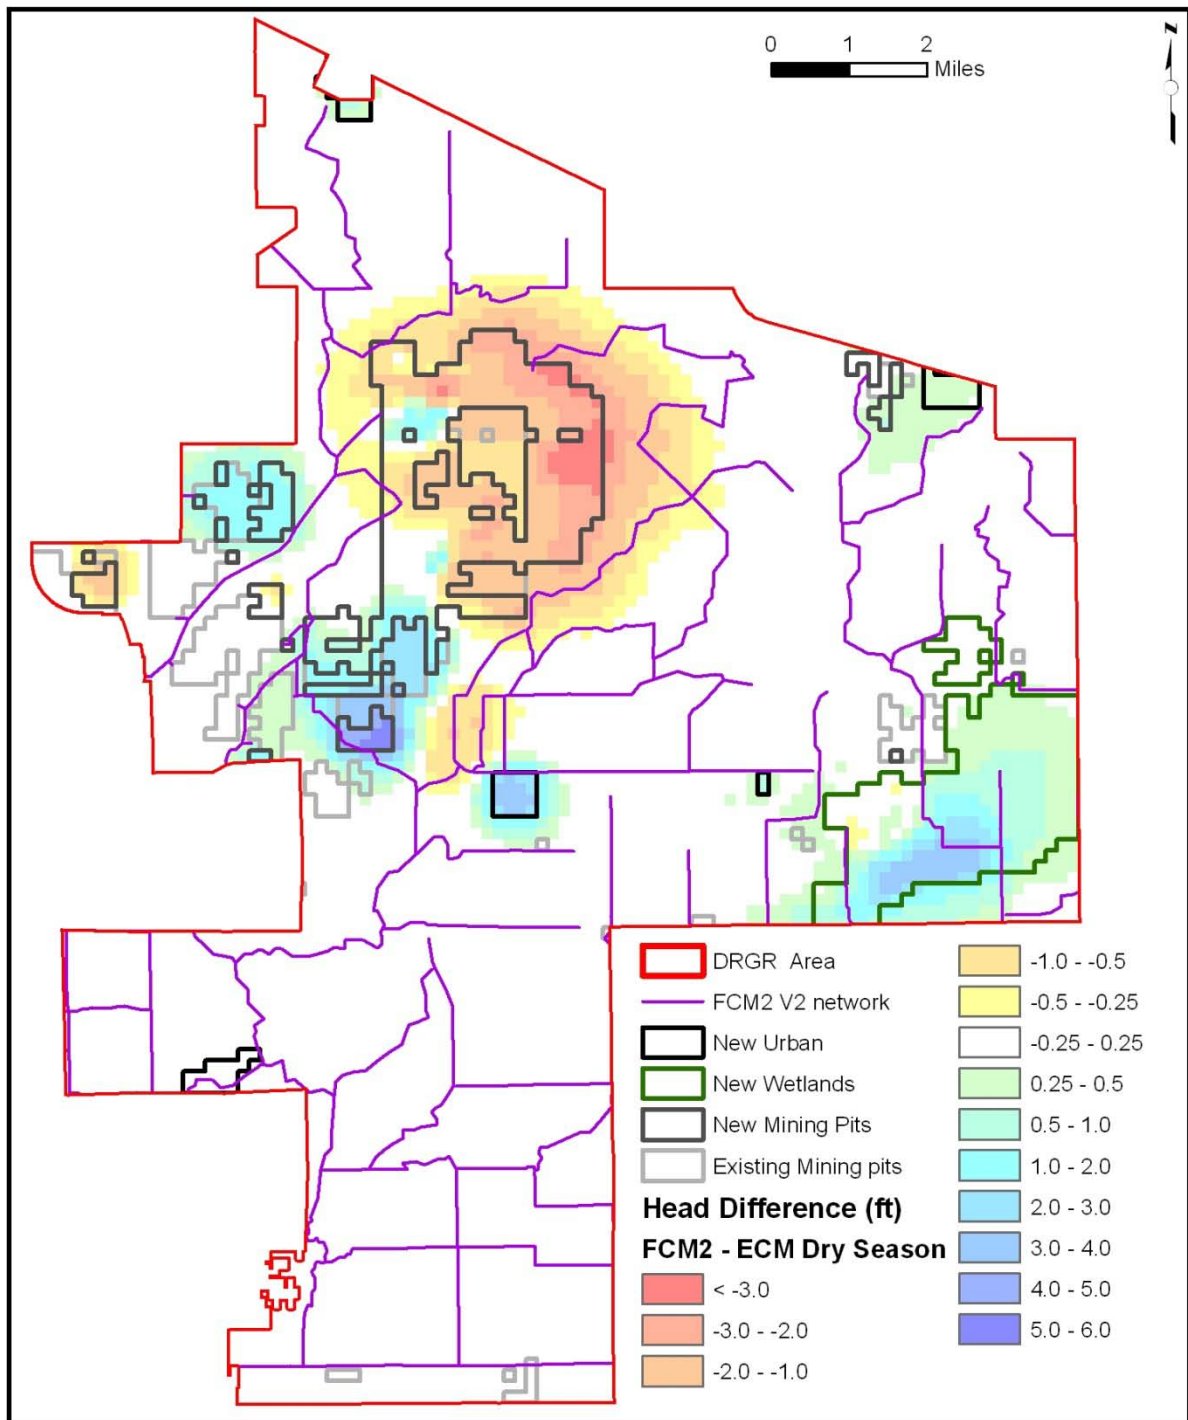 0 1 2
Miles
N
DRGR Area
FCM2 V2 network
New Urban
New Wetlands
New Mining Pits
Existing Mining pits
Head Difference (ft)
FCM2 - ECM Dry Season
< -3.0
-3.0 - -2.0
-2.0 - -1.0
-1.0 - -0.5
-0.5 - -0.25
-0.25 - 0.25
0.25 - 0.5
0.5 - 1.0
1.0 - 2.0
2.0 - 3.0
3.0 - 4.0
4.0 - 5.0
5.0 - 6.0